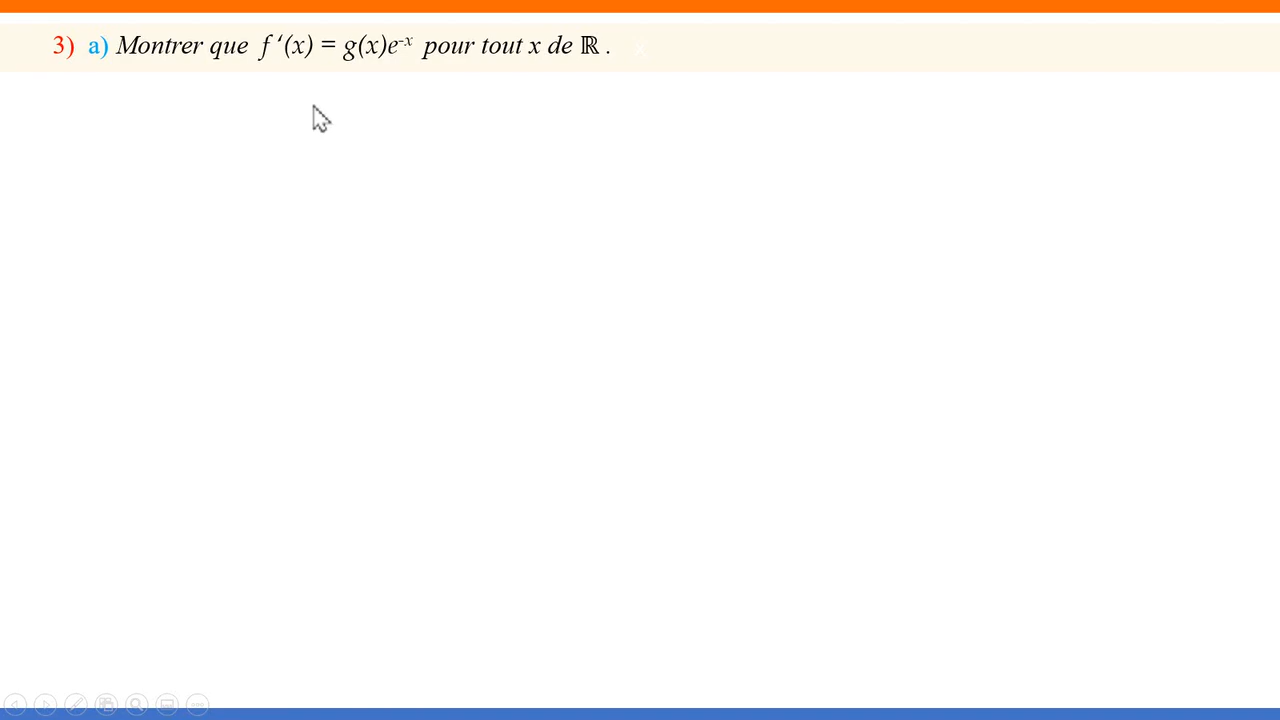 3) a) Montrer que f ‘(x) = g(x)e⁻ˣ pour tout x de ℝ .